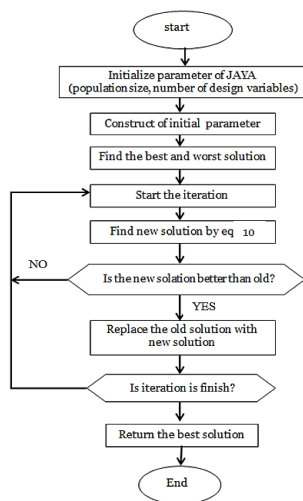 start
Initialize parameter of JAYA
(population size, number of design variables)
Construct of initial parameter
Find the best and worst solution
Start the iteration
Find new solution by eq 10
NO
Is the new solation better than old?
YES
Replace the old solution with
new solution
Is iteration is finish?
Return the best solution
End